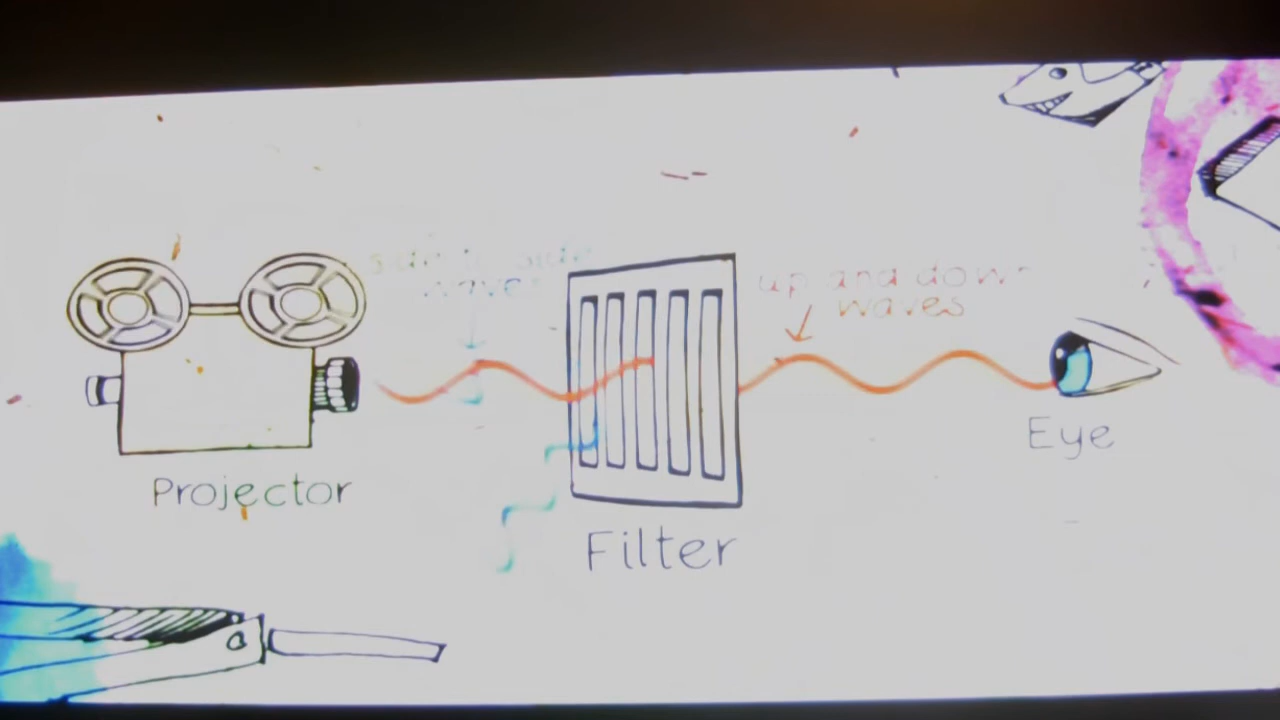 side to side
waves
up and down
waves
Eye
Projector
Filter